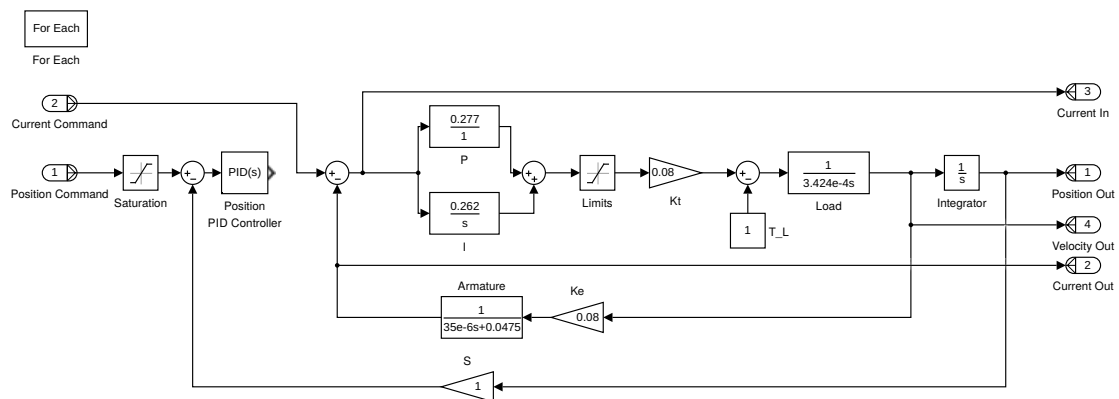 For Each
For Each
2
Current Command
1
Position Command
Saturation
+
−
PID(s)
Position
PID Controller
+
−
0.277
1
P
0.262
s
I
+
+
Limits
0.08
Kt
+
−
1
T_L
1
3.424e-4s
Load
1
s
Integrator
3
Current In
1
Position Out
4
Velocity Out
2
Current Out
Armature
1
35e-6s+0.0475
Ke
0.08
S
1